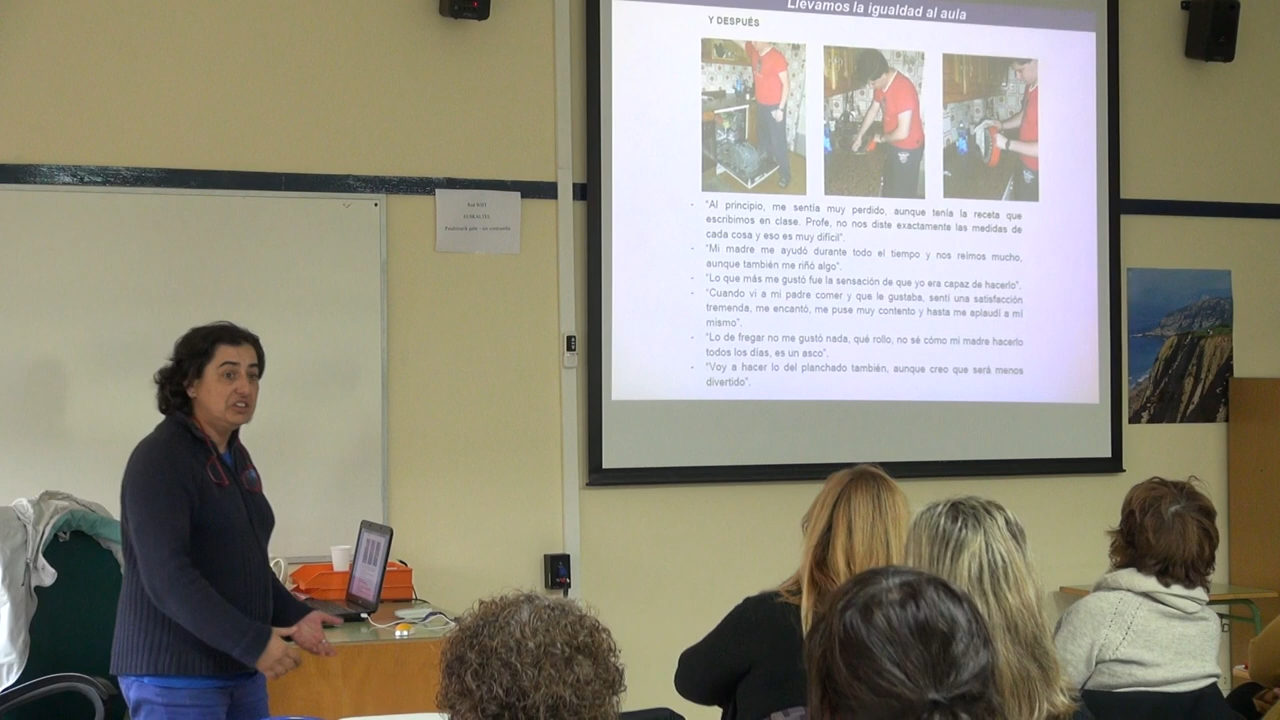 Llevamos la igualdad al aula
Y DESPUÉS
- "Al principio, me sentía muy perdido, aunque tenía la receta que
escribimos en clase. Profe, no nos diste exactamente las medidas de
cada cosa y eso es muy difícil".
- "Mi madre me ayudó durante todo el tiempo y nos reímos mucho,
aunque también me riñó algo".
- "Lo que más me gustó fue la sensación de que yo era capaz de hacerlo".
- "Cuando vi a mi padre comer y que le gustaba, sentí una satisfacción
tremenda, me encantó, me puse muy contento y hasta me aplaudí a mí
mismo".
- "Lo de fregar no me gustó nada, qué rollo, no sé cómo mi madre hacerlo
todos los días, es un asco".
- "Voy a hacer lo del planchado también, aunque creo que será menos
divertido".